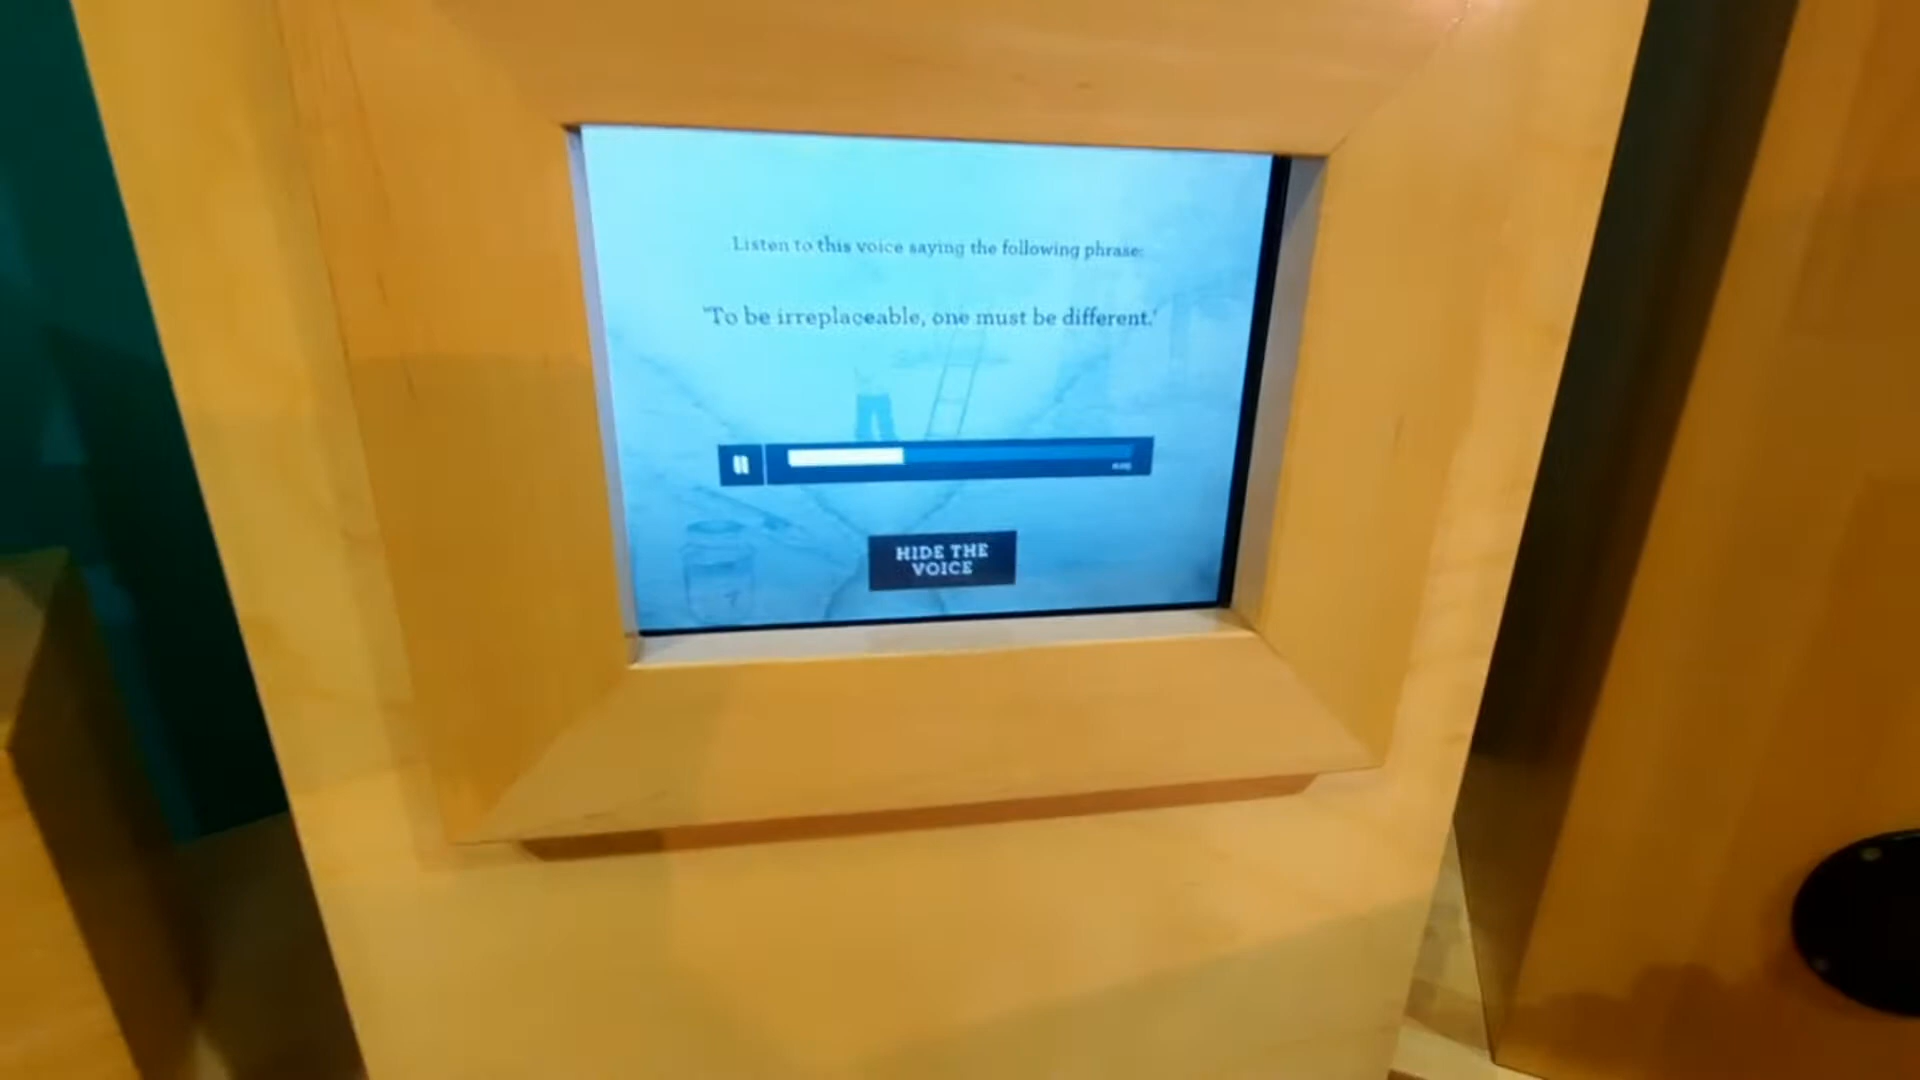 Listen to this voice saying the following phrase:
"To be irreplaceable, one must be different."
HIDE THE
VOICE